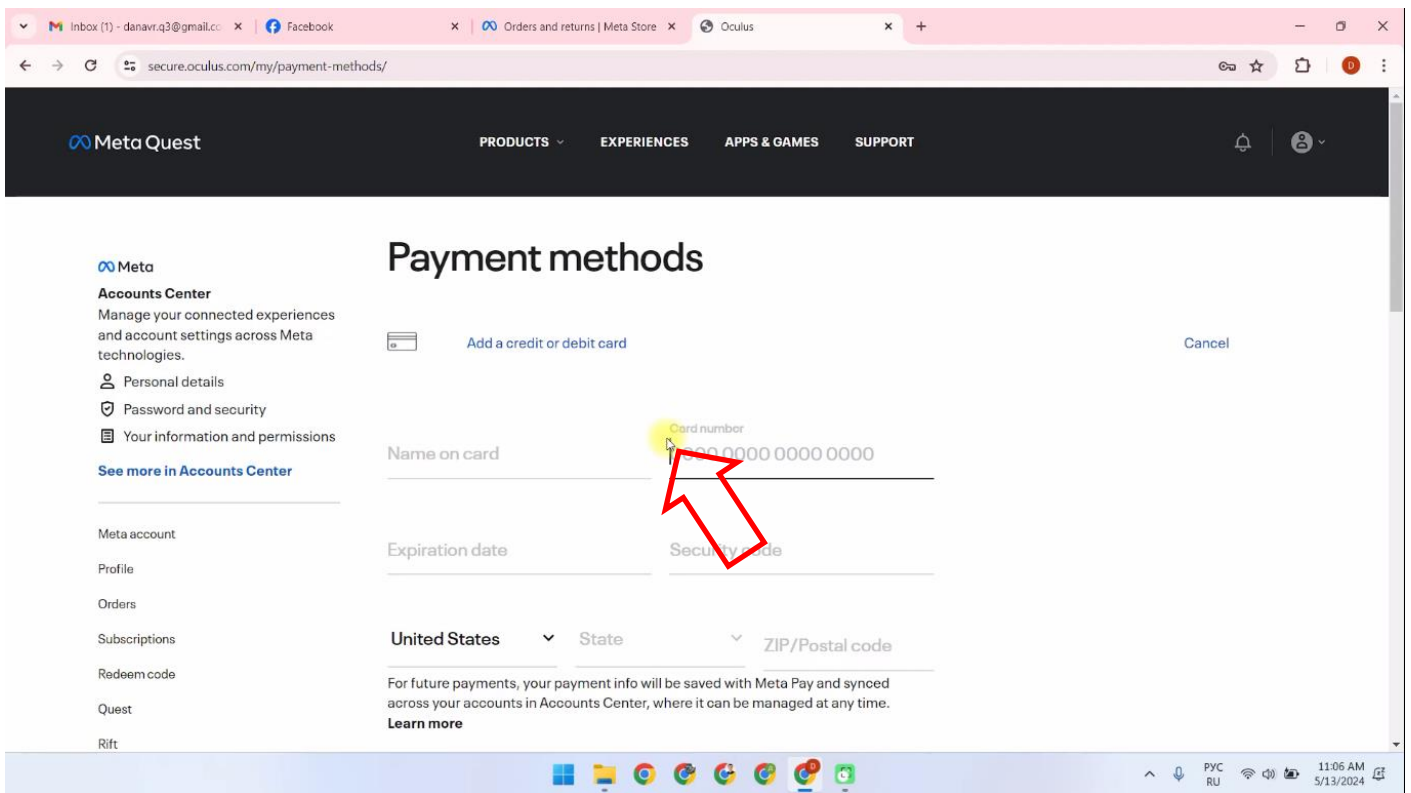 Inbox (1) - danavr.q3@gmail.co
Facebook
Orders and returns | Meta Store
Oculus
secure.oculus.com/my/payment-methods/
D
Meta Quest
PRODUCTS
EXPERIENCES
APPS & GAMES
SUPPORT
Payment methods
Meta
Accounts Center
Manage your connected experiences
and account settings across Meta
technologies.
Personal details
Password and security
Your information and permissions
See more in Accounts Center
Meta account
Profile
Orders
Subscriptions
Redeem code
Quest
Rift
Add a credit or debit card
Cancel
Name on card
Card number
0000 0000 0000 0000
Expiration date
Security code
United States
State
ZIP/Postal code
For future payments, your payment info will be saved with Meta Pay and synced
across your accounts in Accounts Center, where it can be managed at any time.
Learn more
РУС
RU
11:06 AM
5/13/2024